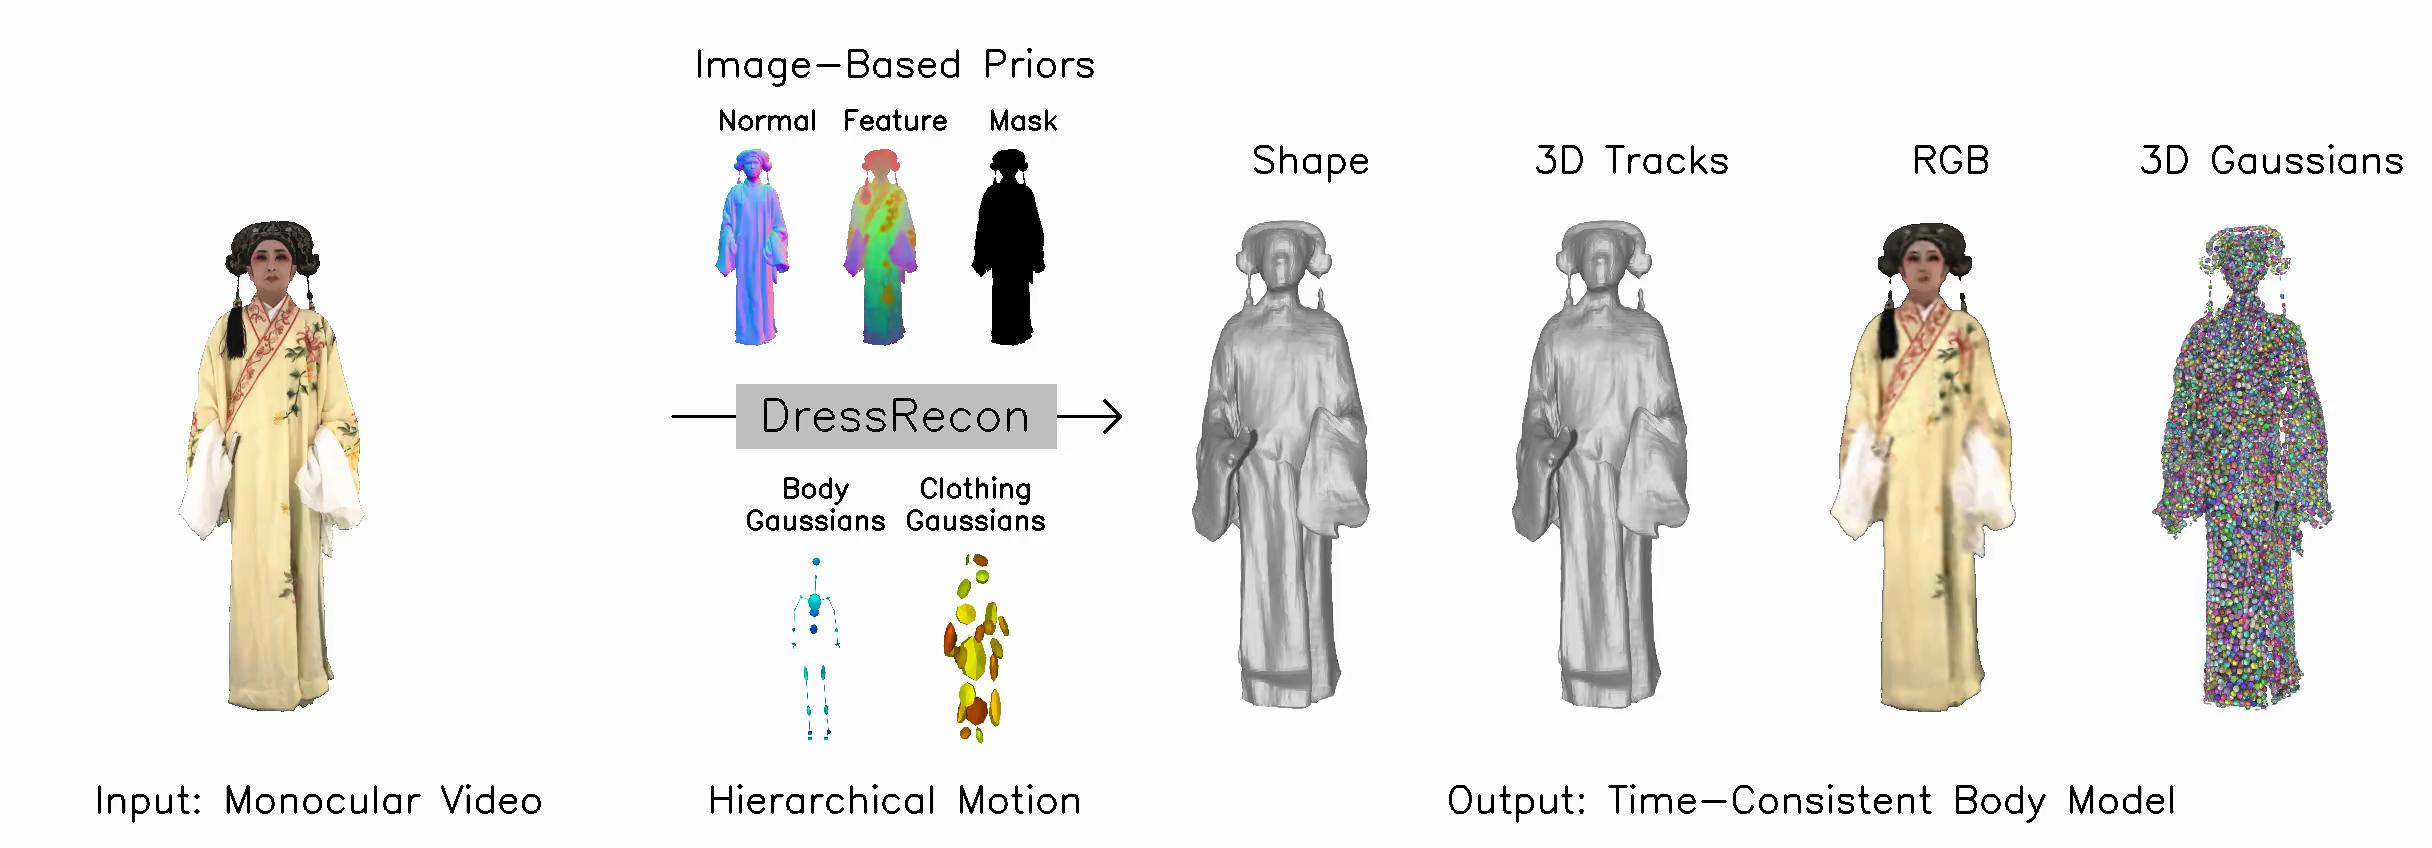 Image-Based Priors
Normal Feature Mask
Shape
3D Tracks
RGB
3D Gaussians
DressRecon
Body Gaussians
Clothing Gaussians
Input: Monocular Video
Hierarchical Motion
Output: Time-Consistent Body Model